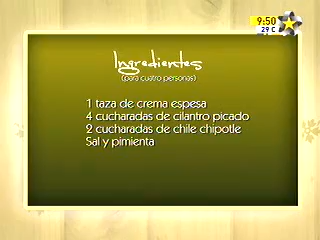 9:50
29 C
Ingredientes
(para cuatro personas)
1 taza de crema espesa
4 cucharadas de cilantro picado
2 cucharadas de chile chipotle
Sal y pimienta